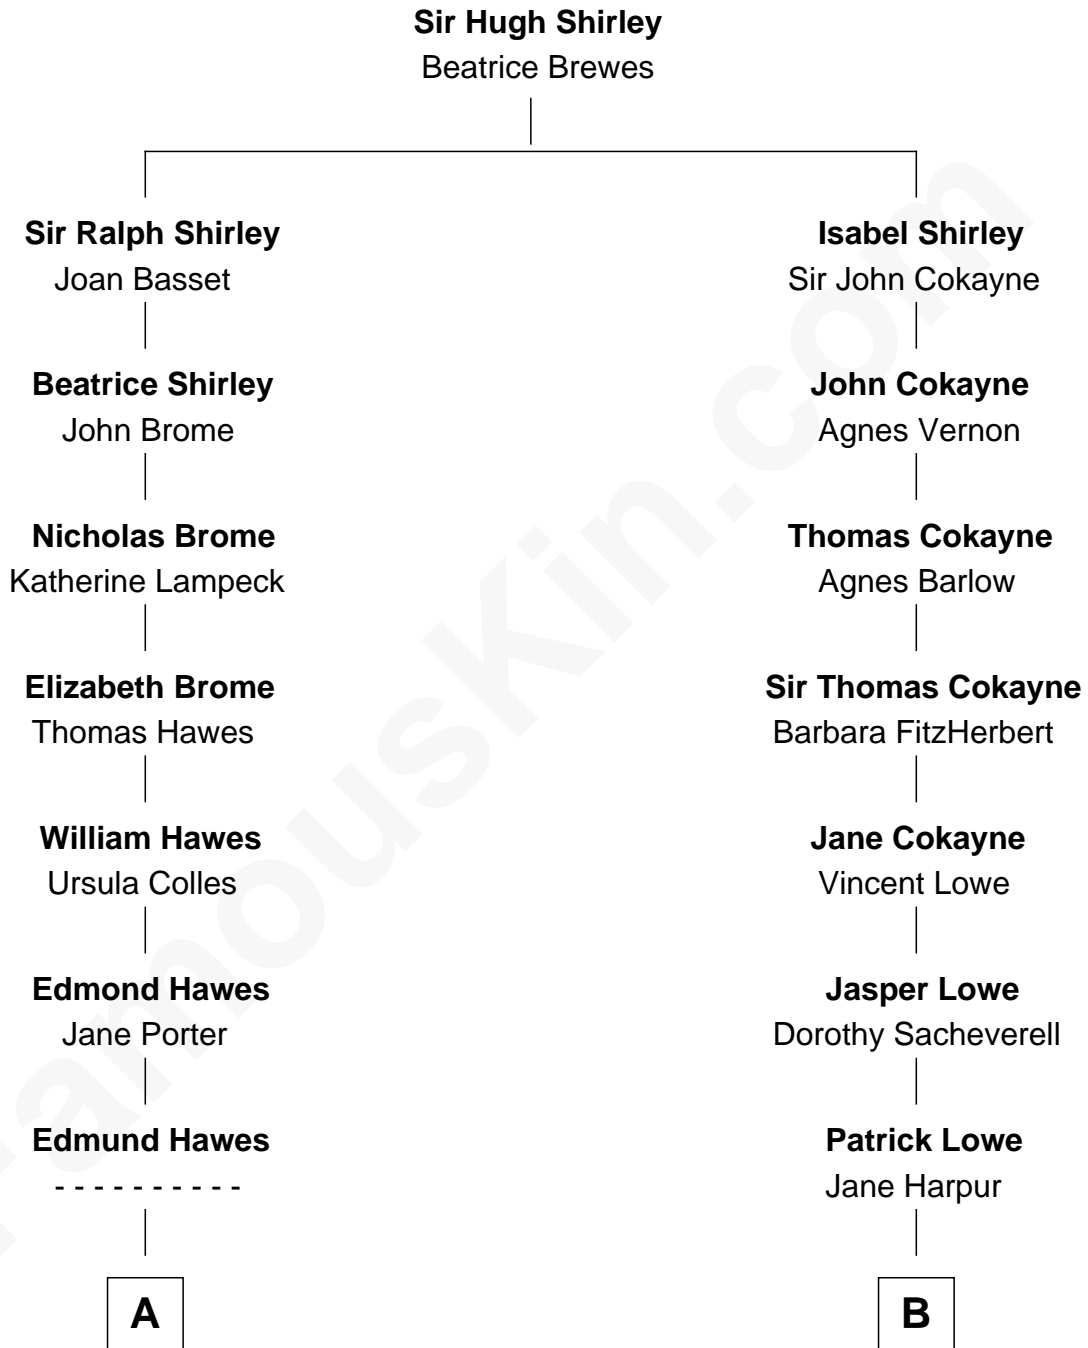 Sir Hugh Shirley
Beatrice Brewes
Sir Ralph Shirley
Joan Basset
Isabel Shirley
Sir John Cokayne
Beatrice Shirley
John Brome
John Cokayne
Agnes Vernon
Nicholas Brome
Katherine Lampeck
Thomas Cokayne
Agnes Barlow
Elizabeth Brome
Thomas Hawes
Sir Thomas Cokayne
Barbara FitzHerbert
William Hawes
Ursula Colles
Jane Cokayne
Vincent Lowe
Edmond Hawes
Jane Porter
Jasper Lowe
Dorothy Sacheverell
Edmund Hawes
- - - - - - - - - -
Patrick Lowe
Jane Harpur
A
B
FamousKin.com